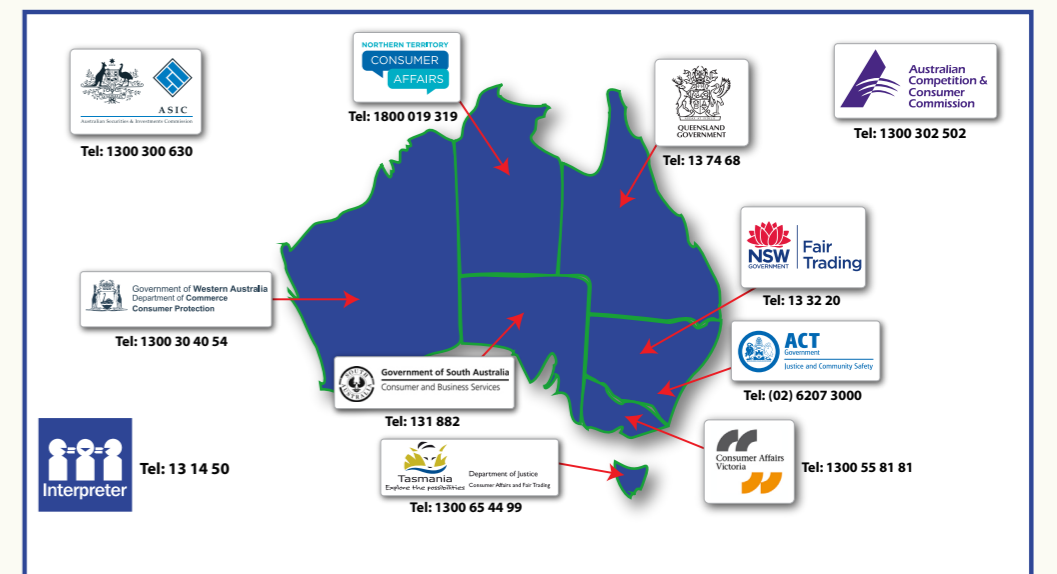 ASIC
Australian Securities & Investments Commission
Tel: 1300 300 630
NORTHERN TERRITORY
CONSUMER
AFFAIRS
Tel: 1800 019 319
QUEENSLAND
GOVERNMENT
Tel: 13 74 68
Australian
Competition &
Consumer
Commission
Tel: 1300 302 502
NSW
GOVERNMENT
Fair
Trading
Tel: 13 32 20
Government of Western Australia
Department of Commerce
Consumer Protection
Tel: 1300 30 40 54
ACT
Government
Justice and Community Safety
Tel: (02) 6207 3000
SOUTH AUSTRALIA
Government of South Australia
Consumer and Business Services
Tel: 131 882
Consumer Affairs
Victoria
Tel: 1300 55 81 81
Interpreter
Tel: 13 14 50
Tasmania
Explore the possibilities
Department of Justice
Consumer Affairs and Fair Trading
Tel: 1300 65 44 99